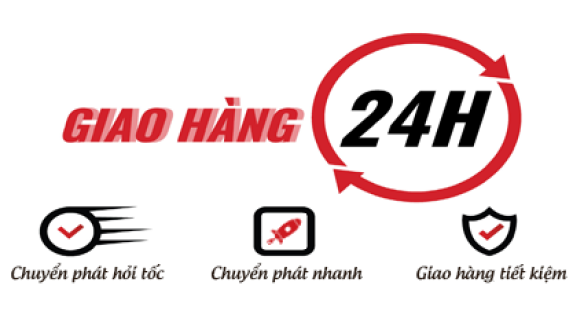 GIAO HÀNG
24H
Chuyển phát hỏi tốc
Chuyển phát nhanh
Giao hàng tiết kiệm